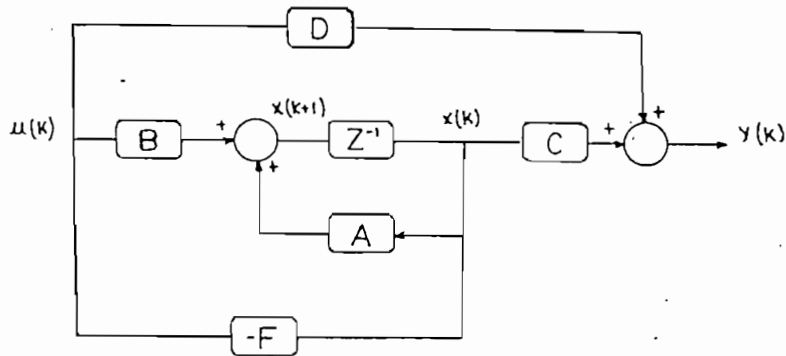 D
+
x(k+1)
x(k)
+
μ(k)
B
+
Z⁻¹
C
+
y(k)
A
-F